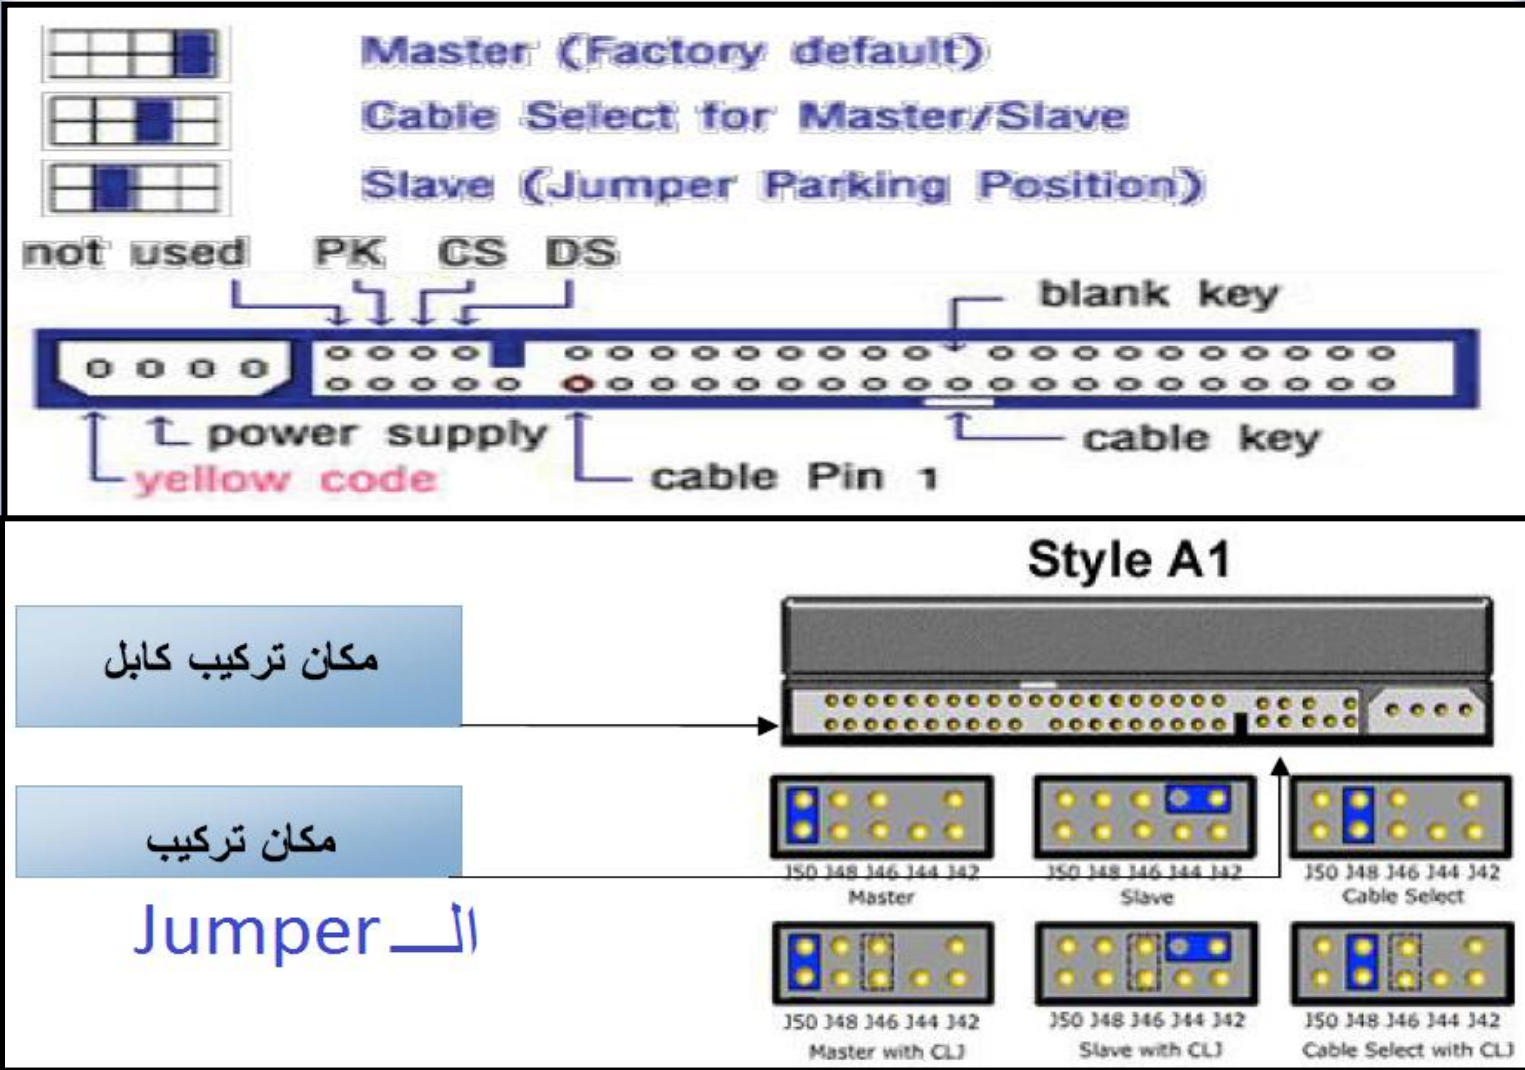 Master (Factory default)
Cable Select for Master/Slave
Slave (Jumper Parking Position)
not used PK CS DS
blank key
power supply
cable key
yellow code
cable Pin 1
Style A1
مكان تركيب كابل
مكان تركيب
الـــ Jumper
J50 J48 J46 J44 J42
Master
J50 J48 J46 J44 J42
Slave
J50 J48 J46 J44 J42
Cable Select
J50 J48 J46 J44 J42
Master with CLJ
J50 J48 J46 J44 J42
Slave with CLJ
J50 J48 J46 J44 J42
Cable Select with CLJ